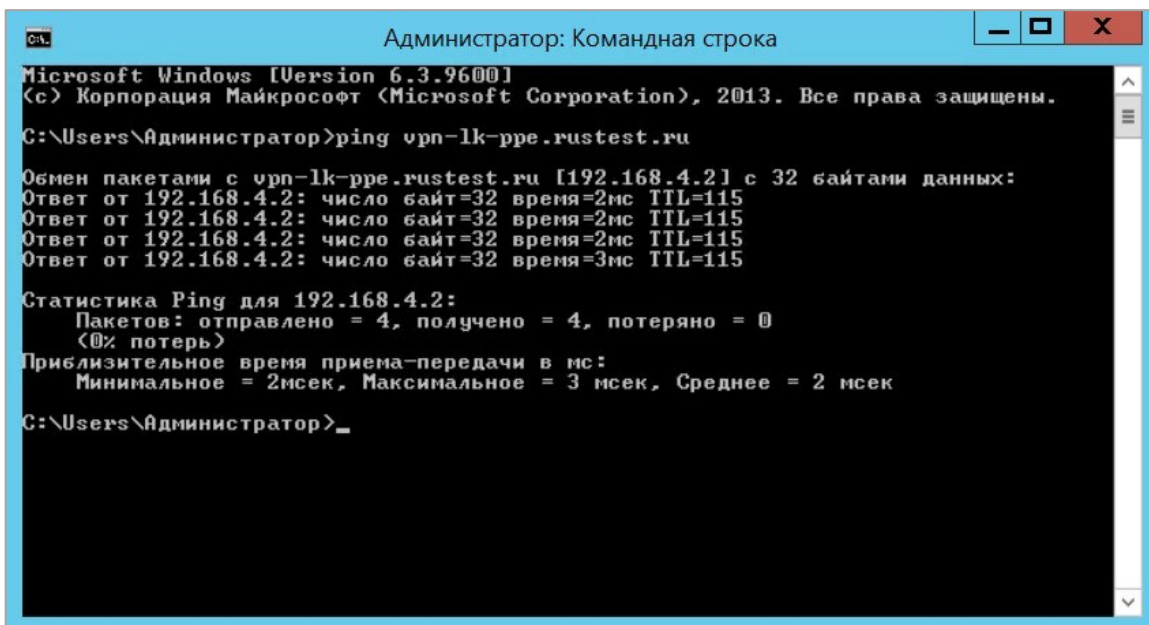 Администратор: Командная строка
Microsoft Windows [Version 6.3.9600]
(c) Корпорация Майкрософт (Microsoft Corporation), 2013. Все права защищены.
C:\Users\Администратор>ping vpn-lk-ppe.rustest.ru
Обмен пакетами с vpn-lk-ppe.rustest.ru [192.168.4.2] с 32 байтами данных:
Ответ от 192.168.4.2: число байт=32 время=2мс TTL=115
Ответ от 192.168.4.2: число байт=32 время=2мс TTL=115
Ответ от 192.168.4.2: число байт=32 время=2мс TTL=115
Ответ от 192.168.4.2: число байт=32 время=3мс TTL=115
Статистика Ping для 192.168.4.2:
Пакетов: отправлено = 4, получено = 4, потеряно = 0
(0% потерь)
Приблизительное время приема-передачи в мс:
Минимальное = 2мсек, Максимальное = 3 мсек, Среднее = 2 мсек
C:\Users\Администратор>_